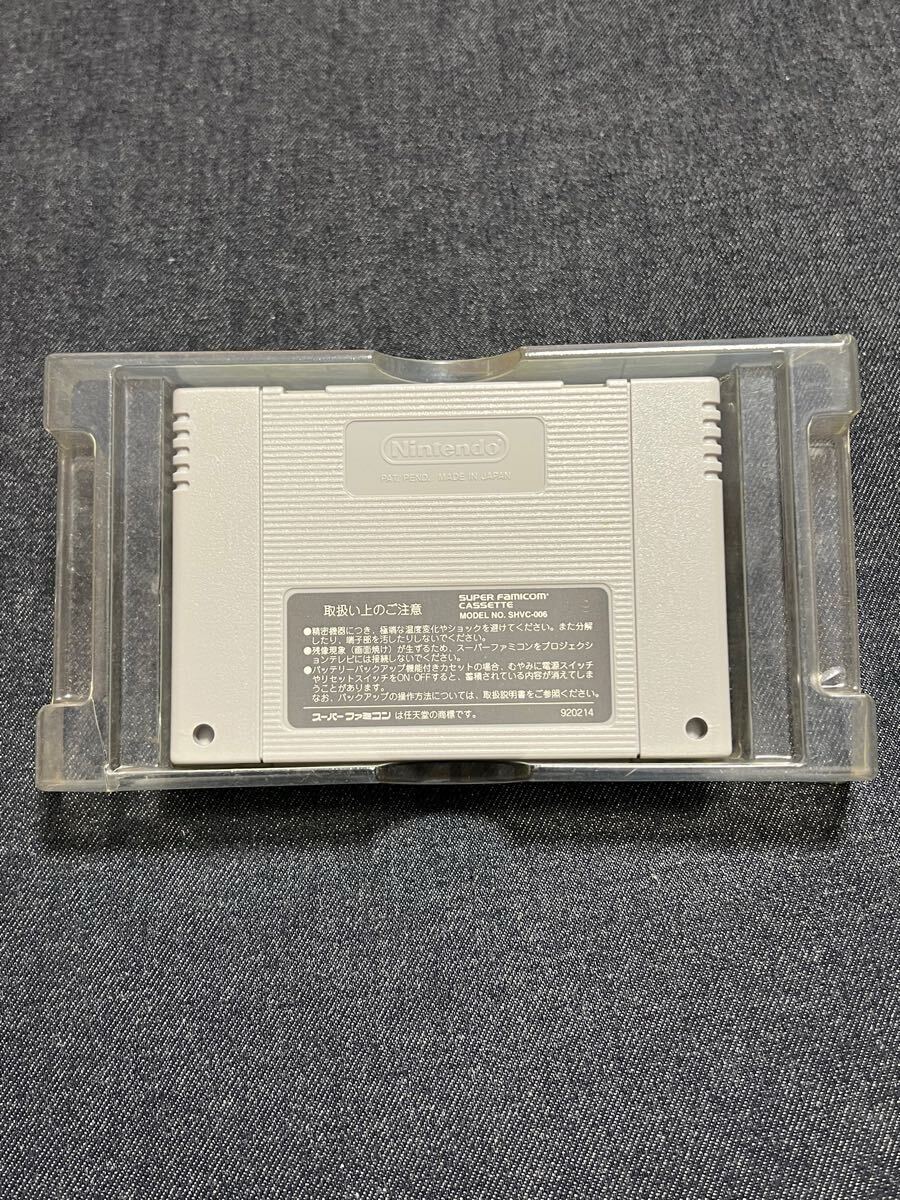 Nintendo
PAT. PEND. MADE IN JAPAN
取扱い上のご注意
SUPER FAMICOM
CASSETTE
MODEL NO. SHVC-006
●精密機器につき、極端な温度変化やショックを避けてください。また分解
したり、端子部を汚したりしないでください。
●残像現象（画面焼け）が生ずるため、スーパーファミコンをプロジェクシ
ョンテレビには接続しないでください。
●バッテリーバックアップ機能付きカセットの場合、むやみに電源スイッチ
やリセットスイッチをON・OFFすると、蓄積されている内容が消えてしま
うことがあります。
なお、バックアップの操作方法については、取扱説明書をご参照ください。
スーパーファミコン は任天堂の商標です。
920214